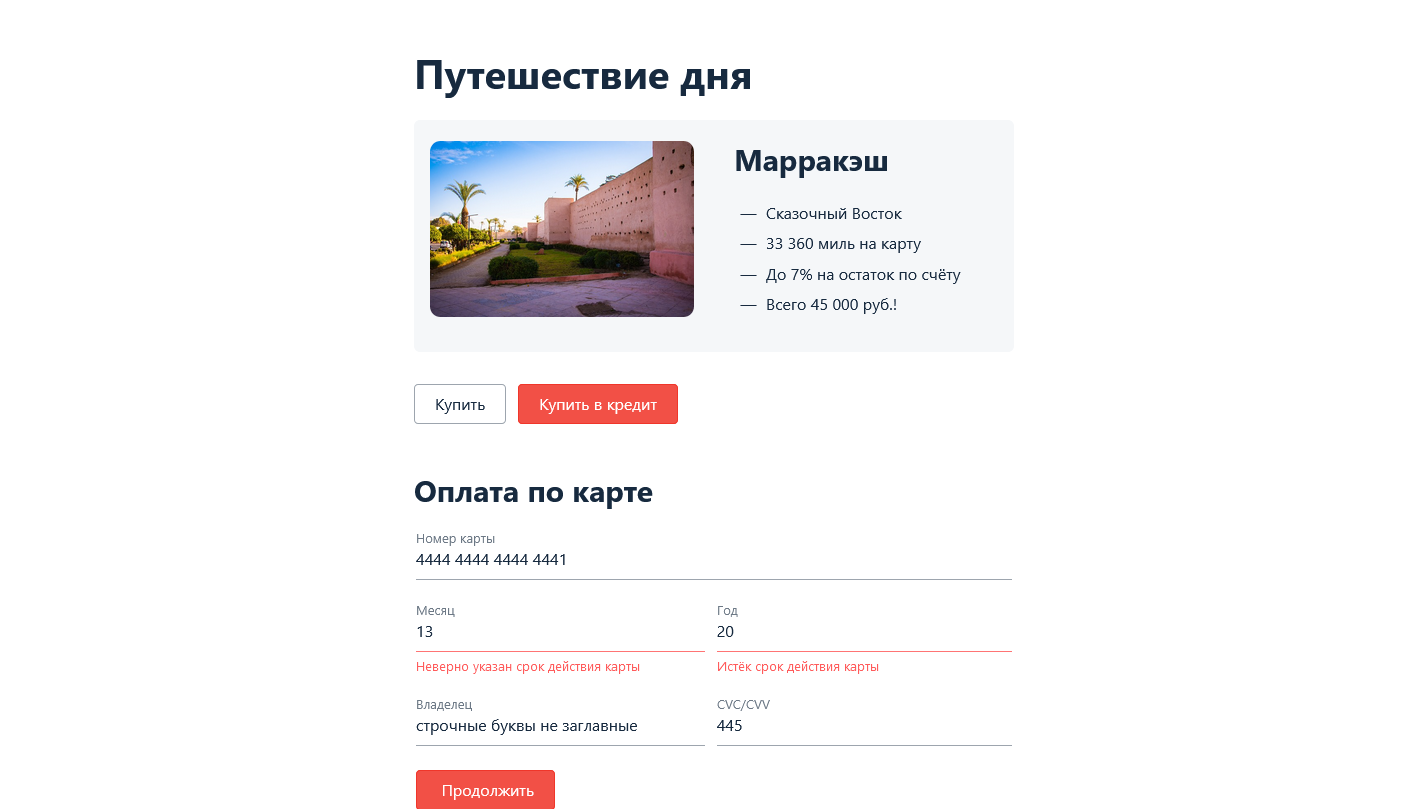 Путешествие дня
Марракэш
— Сказочный Восток
— 33 360 миль на карту
— До 7% на остаток по счёту
— Всего 45 000 руб.!
Купить
Купить в кредит
Оплата по карте
Номер карты
4444 4444 4444 4441
Месяц
13
Неверно указан срок действия карты
Год
20
Истёк срок действия карты
Владелец
строчные буквы не заглавные
CVC/CVV
445
Продолжить